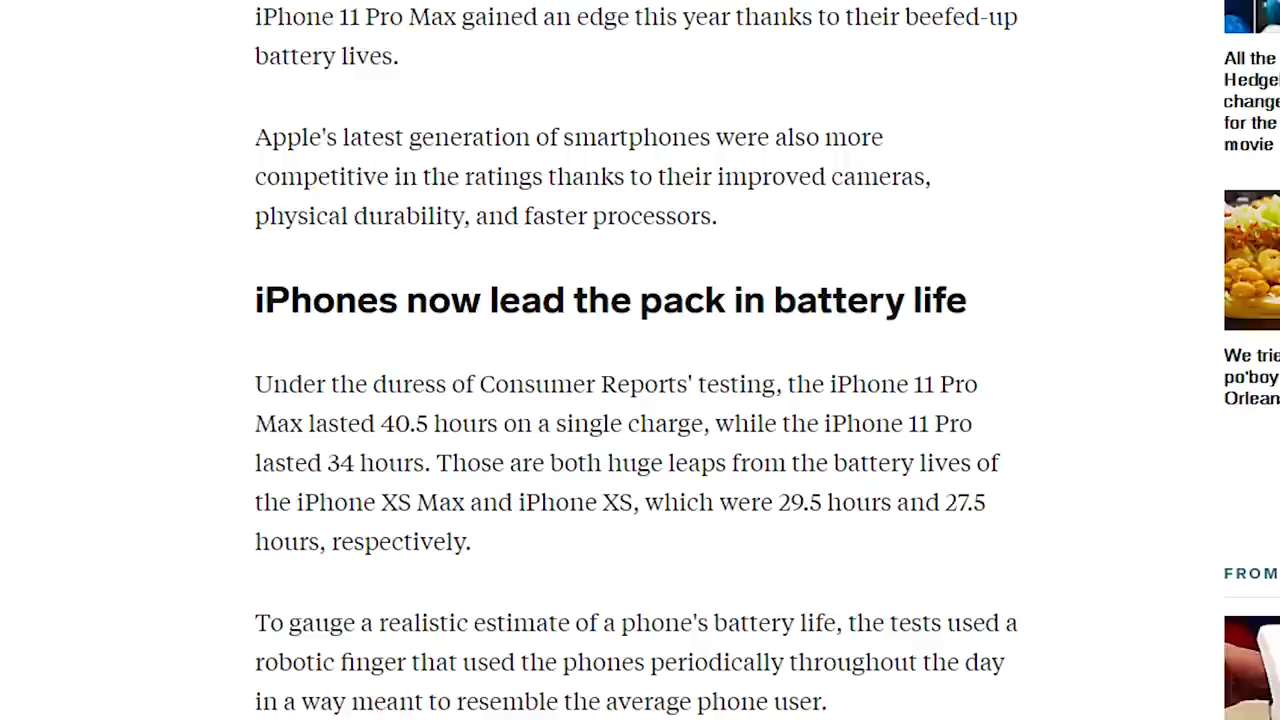 iPhone 11 Pro Max gained an edge this year thanks to their beefed-up
battery lives.
Apple's latest generation of smartphones were also more
competitive in the ratings thanks to their improved cameras,
physical durability, and faster processors.
iPhones now lead the pack in battery life
Under the duress of Consumer Reports' testing, the iPhone 11 Pro
Max lasted 40.5 hours on a single charge, while the iPhone 11 Pro
lasted 34 hours. Those are both huge leaps from the battery lives of
the iPhone XS Max and iPhone XS, which were 29.5 hours and 27.5
hours, respectively.
To gauge a realistic estimate of a phone's battery life, the tests used a
robotic finger that used the phones periodically throughout the day
in a way meant to resemble the average phone user.
All the
for the
movie
We
po'boy
FROM